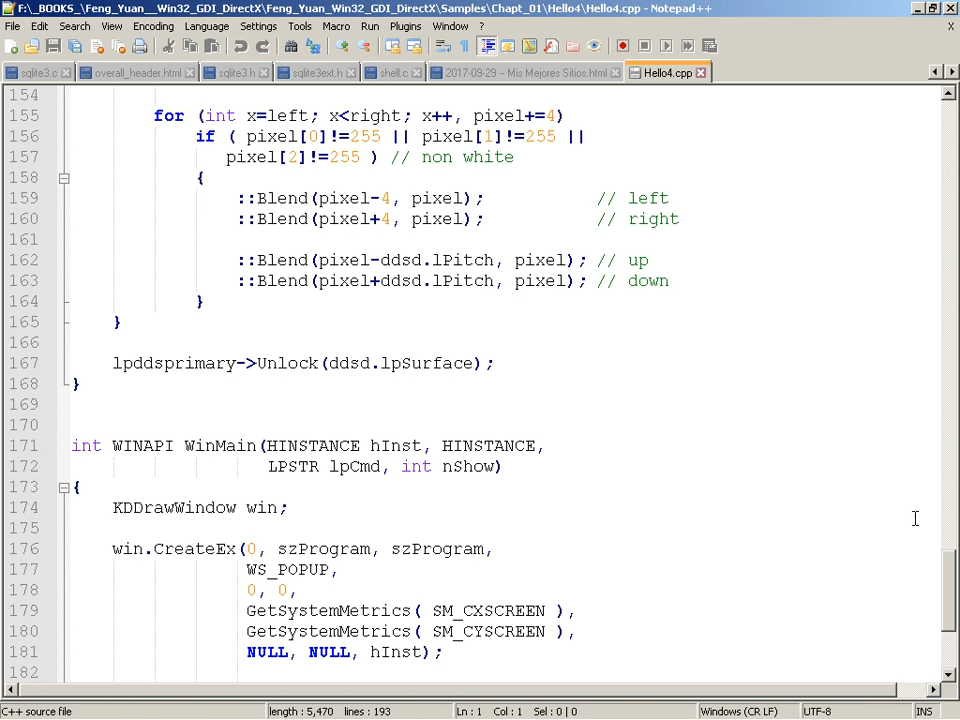 F:\_BOOKS_\Feng_Yuan__Win32_GDI_DirectX\Feng_Yuan_Win32_GDI_DirectX\Samples\Chapt_01\Hello4\Hello4.cpp - Notepad++
File Edit Search View Encoding Language Settings Tools Macro Run Plugins Window ? X
sqlite3.c overall_header.html sqlite3.h sqlite3ext.h shell.c 2017-09-29 -- Mis Mejores Sitios.html Hello4.cpp
154
155 for (int x=left; x<right; x++, pixel+=4)
156 if ( pixel[0]!=255 || pixel[1]!=255 ||
157 pixel[2]!=255 ) // non white
158 {
159 ::Blend(pixel-4, pixel); // left
160 ::Blend(pixel+4, pixel); // right
161
162 ::Blend(pixel-ddsd.lPitch, pixel); // up
163 ::Blend(pixel+ddsd.lPitch, pixel); // down
164 }
165 }
166
167 lpddsprimary->Unlock(ddsd.lpSurface);
168 }
169
170
171 int WINAPI WinMain(HINSTANCE hInst, HINSTANCE,
172 LPSTR lpCmd, int nShow)
173 {
174 KDDrawWindow win;
175
176 win.CreateEx(0, szProgram, szProgram,
177 WS_POPUP,
178 0, 0,
179 GetSystemMetrics( SM_CXSCREEN ),
180 GetSystemMetrics( SM_CYSCREEN ),
181 NULL, NULL, hInst);
182
C++ source file length : 5,470 lines : 193 Ln : 1 Col : 1 Sel : 0 | 0 Windows (CR LF) UTF-8 INS